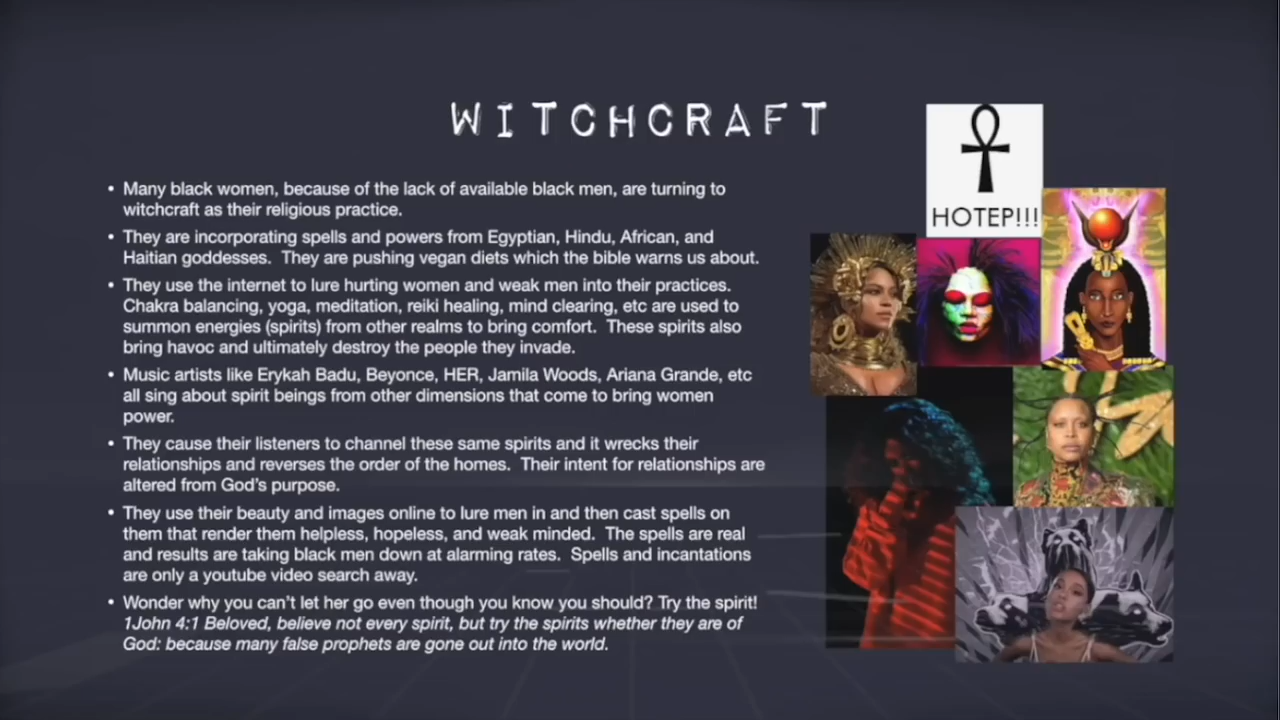 WITCHCRAFT
HOTEP!!!
• Many black women, because of the lack of available black men, are turning to
witchcraft as their religious practice.
• They are incorporating spells and powers from Egyptian, Hindu, African, and
Haitian goddesses.  They are pushing vegan diets which the bible warns us about.
• They use the internet to lure hurting women and weak men into their practices.
Chakra balancing, yoga, meditation, reiki healing, mind clearing, etc are used to
summon energies (spirits) from other realms to bring comfort.  These spirits also
bring havoc and ultimately destroy the people they invade.
• Music artists like Erykah Badu, Beyonce, HER, Jamila Woods, Ariana Grande, etc
all sing about spirit beings from other dimensions that come to bring women
power.
• They cause their listeners to channel these same spirits and it wrecks their
relationships and reverses the order of the homes.  Their intent for relationships are
altered from God's purpose.
• They use their beauty and images online to lure men in and then cast spells on
them that render them helpless, hopeless, and weak minded.  The spells are real
and results are taking black men down at alarming rates.  Spells and incantations
are only a youtube video search away.
• Wonder why you can't let her go even though you know you should? Try the spirit!
1John 4:1 Beloved, believe not every spirit, but try the spirits whether they are of
God: because many false prophets are gone out into the world.